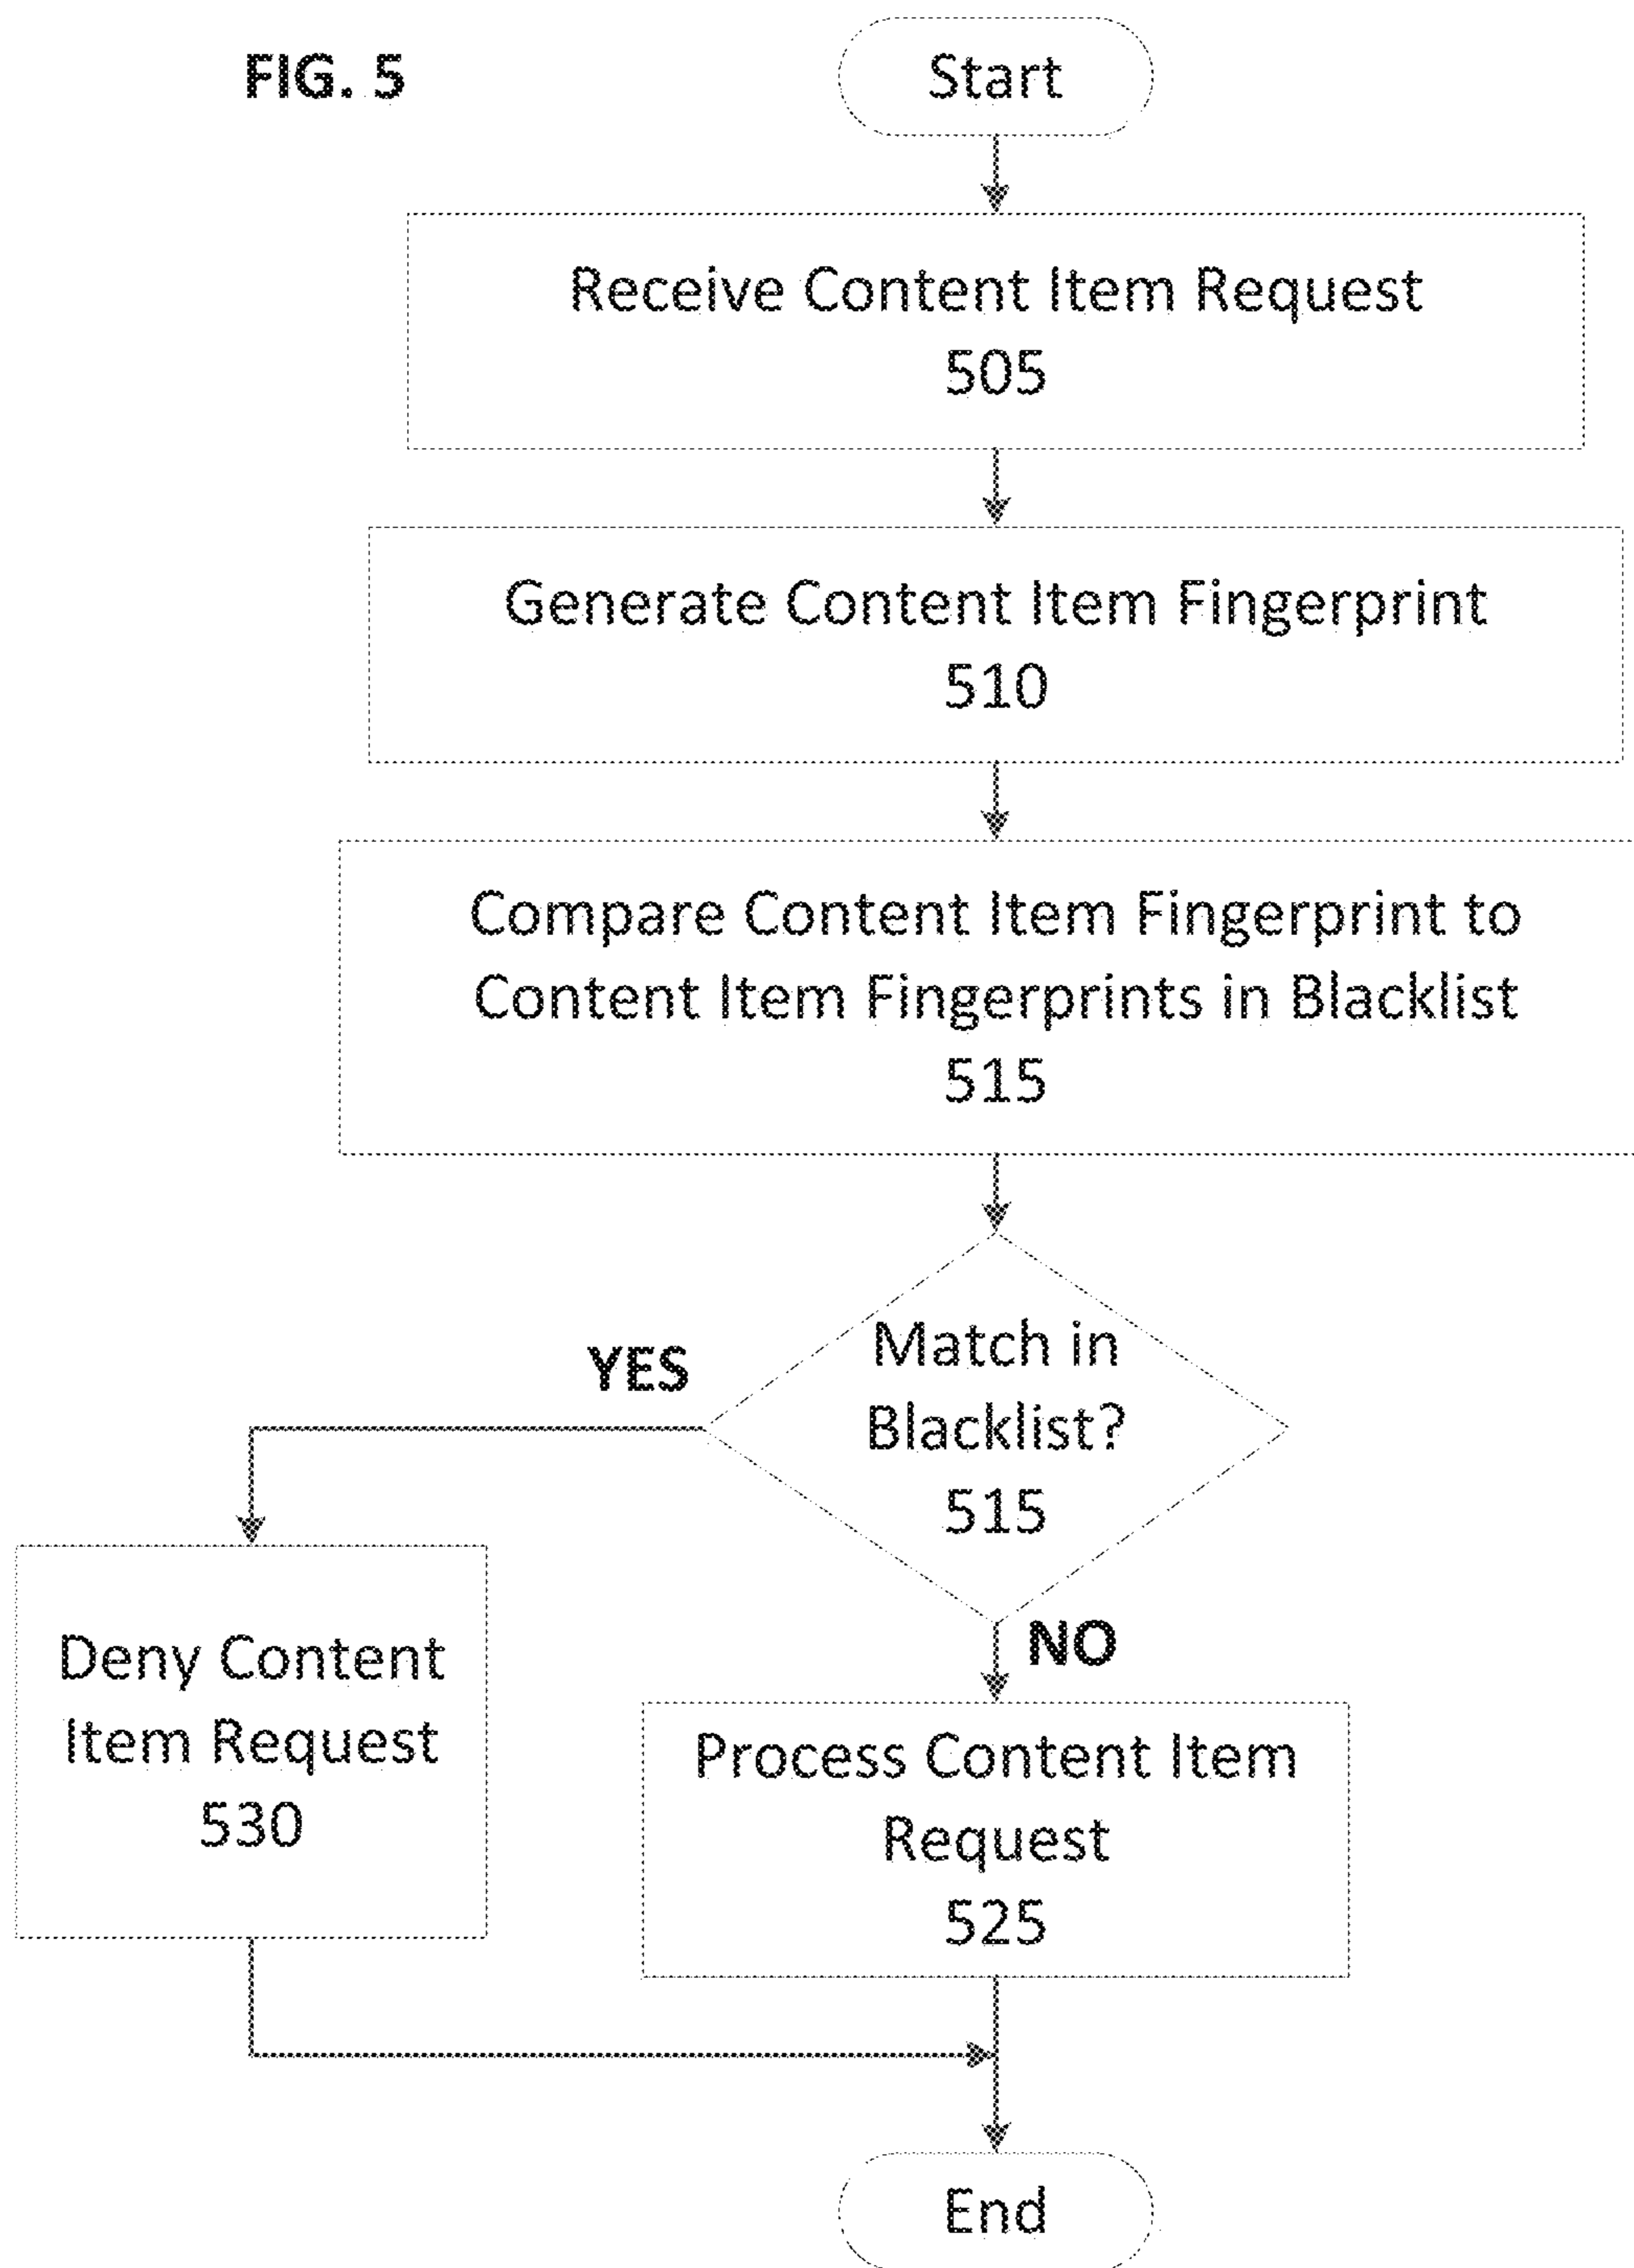 FIG. 5
Start
Receive Content Item Request
505
Generate Content Item Fingerprint
510
Compare Content Item Fingerprint to
Content Item Fingerprints in Blacklist
515
Match in
Blacklist?
515
YES
NO
Deny Content
Item Request
530
Process Content Item
Request
525
End